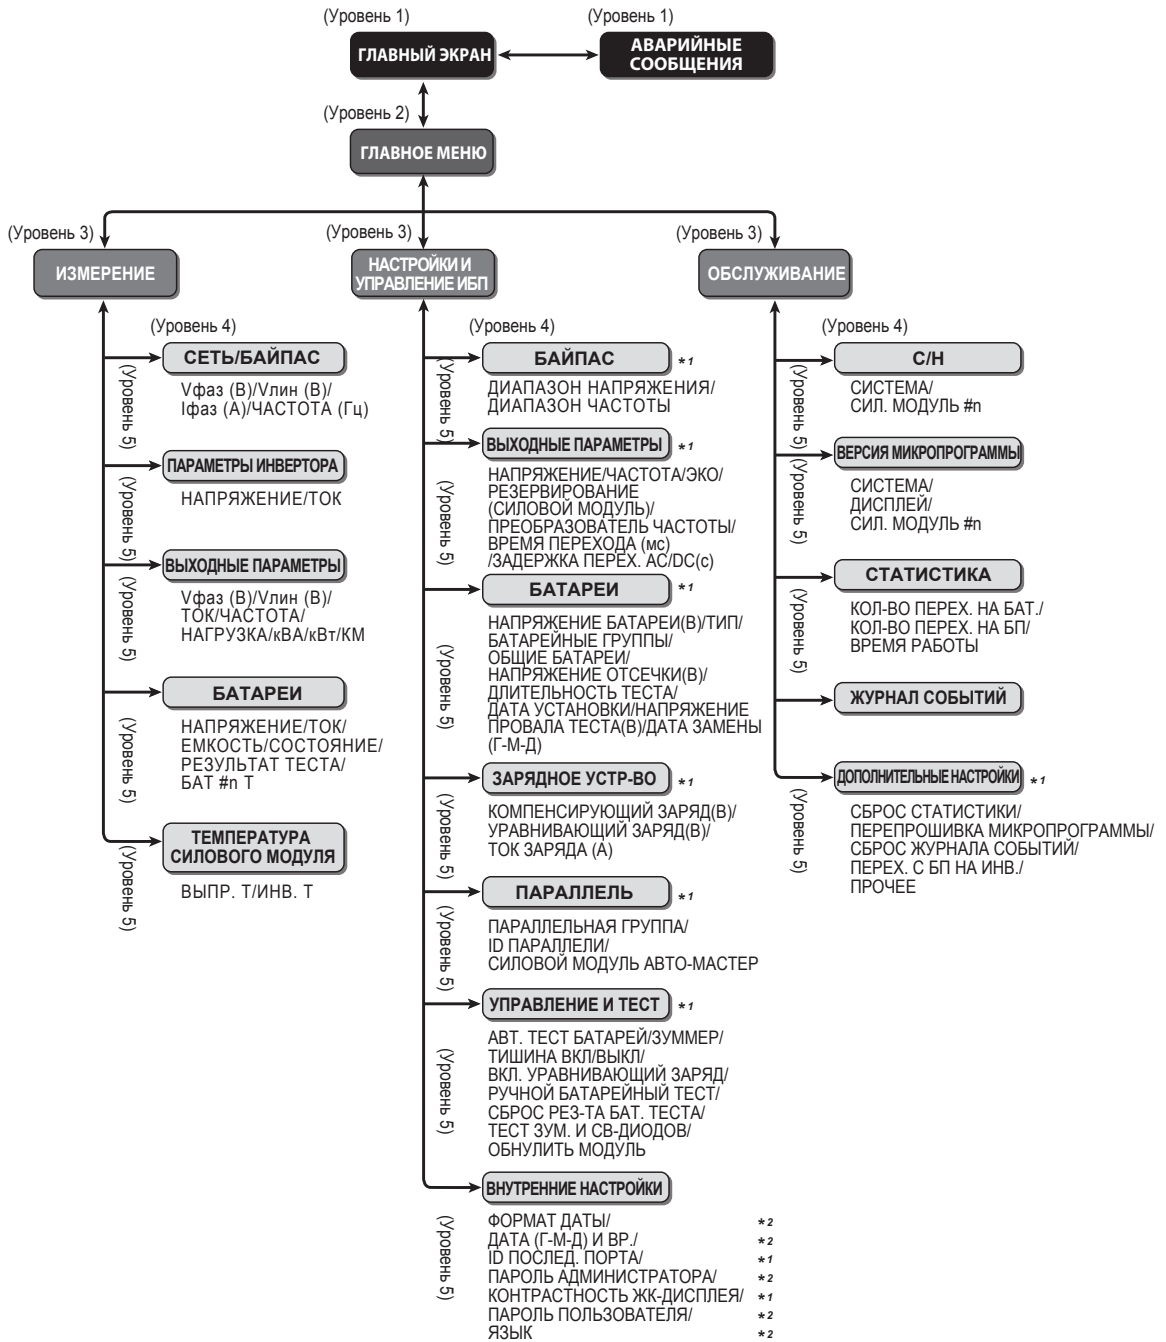 (Уровень 1)
ГЛАВНЫЙ ЭКРАН
(Уровень 1)
АВАРИЙНЫЕ
СООБЩЕНИЯ
(Уровень 2)
ГЛАВНОЕ МЕНЮ
(Уровень 3)
ИЗМЕРЕНИЕ
(Уровень 4)
СЕТЬ/БАЙПАС
(Уровень 5)
Vфаз (В)/Vлин (В)/
Iфаз (А)/ЧАСТОТА (Гц)
ПАРАМЕТРЫ ИНВЕРТОРА
(Уровень 5)
НАПРЯЖЕНИЕ/ТОК
ВЫХОДНЫЕ ПАРАМЕТРЫ
(Уровень 5)
Vфаз (В)/Vлин (В)/
ТОК/ЧАСТОТА/
НАГРУЗКА/кВА/кВт/КМ
БАТАРЕИ
(Уровень 5)
НАПРЯЖЕНИЕ/ТОК/
ЕМКОСТЬ/СОСТОЯНИЕ/
РЕЗУЛЬТАТ ТЕСТА/
БАТ #n T
ТЕМПЕРАТУРА
СИЛОВОГО МОДУЛЯ
(Уровень 5)
ВЫПР. Т/ИНВ. Т
(Уровень 3)
НАСТРОЙКИ И
УПРАВЛЕНИЕ ИБП
(Уровень 4)
БАЙПАС *1
(Уровень 5)
ДИАПАЗОН НАПРЯЖЕНИЯ/
ДИАПАЗОН ЧАСТОТЫ
ВЫХОДНЫЕ ПАРАМЕТРЫ *1
(Уровень 5)
НАПРЯЖЕНИЕ/ЧАСТОТА/ЭКО/
РЕЗЕРВИРОВАНИЕ
(СИЛОВОЙ МОДУЛЬ)/
ПРЕОБРАЗОВАТЕЛЬ ЧАСТОТЫ/
ВРЕМЯ ПЕРЕХОДА (мс)
/ЗАДЕРЖКА ПЕРЕХ. AC/DC(с)
БАТАРЕИ *1
(Уровень 5)
НАПРЯЖЕНИЕ БАТАРЕИ(В)/ТИП/
БАТАРЕЙНЫЕ ГРУППЫ/
ОБЩИЕ БАТАРЕИ/
НАПРЯЖЕНИЕ ОТСЕЧКИ(В)/
ДЛИТЕЛЬНОСТЬ ТЕСТА/
ДАТА УСТАНОВКИ/НАПРЯЖЕНИЕ
ПРОВАЛА ТЕСТА(В)/ДАТА ЗАМЕНЫ
(Г-М-Д)
ЗАРЯДНОЕ УСТР-ВО *1
(Уровень 5)
КОМПЕНСИРУЮЩИЙ ЗАРЯД(В)/
УРАВНИВАЮЩИЙ ЗАРЯД(В)/
ТОК ЗАРЯДА (А)
ПАРАЛЛЕЛЬ *1
(Уровень 5)
ПАРАЛЛЕЛЬНАЯ ГРУППА/
ID ПАРАЛЛЕЛИ/
СИЛОВОЙ МОДУЛЬ АВТО-МАСТЕР
УПРАВЛЕНИЕ И ТЕСТ *1
(Уровень 5)
АВТ. ТЕСТ БАТАРЕЙ/ЗУММЕР/
ТИШИНА ВКЛ/ВЫКЛ/
ВКЛ. УРАВНИВАЮЩИЙ ЗАРЯД/
РУЧНОЙ БАТАРЕЙНЫЙ ТЕСТ/
СБРОС РЕЗ-ТА БАТ. ТЕСТА/
ТЕСТ ЗУМ. И СВ-ДИОДОВ/
ОБНУЛИТЬ МОДУЛЬ
ВНУТРЕННИЕ НАСТРОЙКИ
(Уровень 5)
ФОРМАТ ДАТЫ/ *2
ДАТА (Г-М-Д) И ВР./ *2
ID ПОСЛЕД. ПОРТА/ *1
ПАРОЛЬ АДМИНИСТРАТОРА/ *2
КОНТРАСТНОСТЬ ЖК-ДИСПЛЕЯ/ *1
ПАРОЛЬ ПОЛЬЗОВАТЕЛЯ/ *2
ЯЗЫК *2
(Уровень 3)
ОБСЛУЖИВАНИЕ
(Уровень 4)
С/Н
(Уровень 5)
СИСТЕМА/
СИЛ. МОДУЛЬ #n
ВЕРСИЯ МИКРОПРОГРАММЫ
(Уровень 5)
СИСТЕМА/
ДИСПЛЕЙ/
СИЛ. МОДУЛЬ #n
СТАТИСТИКА
КОЛ-ВО ПЕРЕХ. НА БАТ./
КОЛ-ВО ПЕРЕХ. НА БП/
ВРЕМЯ РАБОТЫ
ЖУРНАЛ СОБЫТИЙ
ДОПОЛНИТЕЛЬНЫЕ НАСТРОЙКИ *1
(Уровень 5)
СБРОС СТАТИСТИКИ/
ПЕРЕПРОШИВКА МИКРОПРОГРАММЫ/
СБРОС ЖУРНАЛА СОБЫТИЙ/
ПЕРЕХ. С БП НА ИНВ./
ПРОЧЕЕ